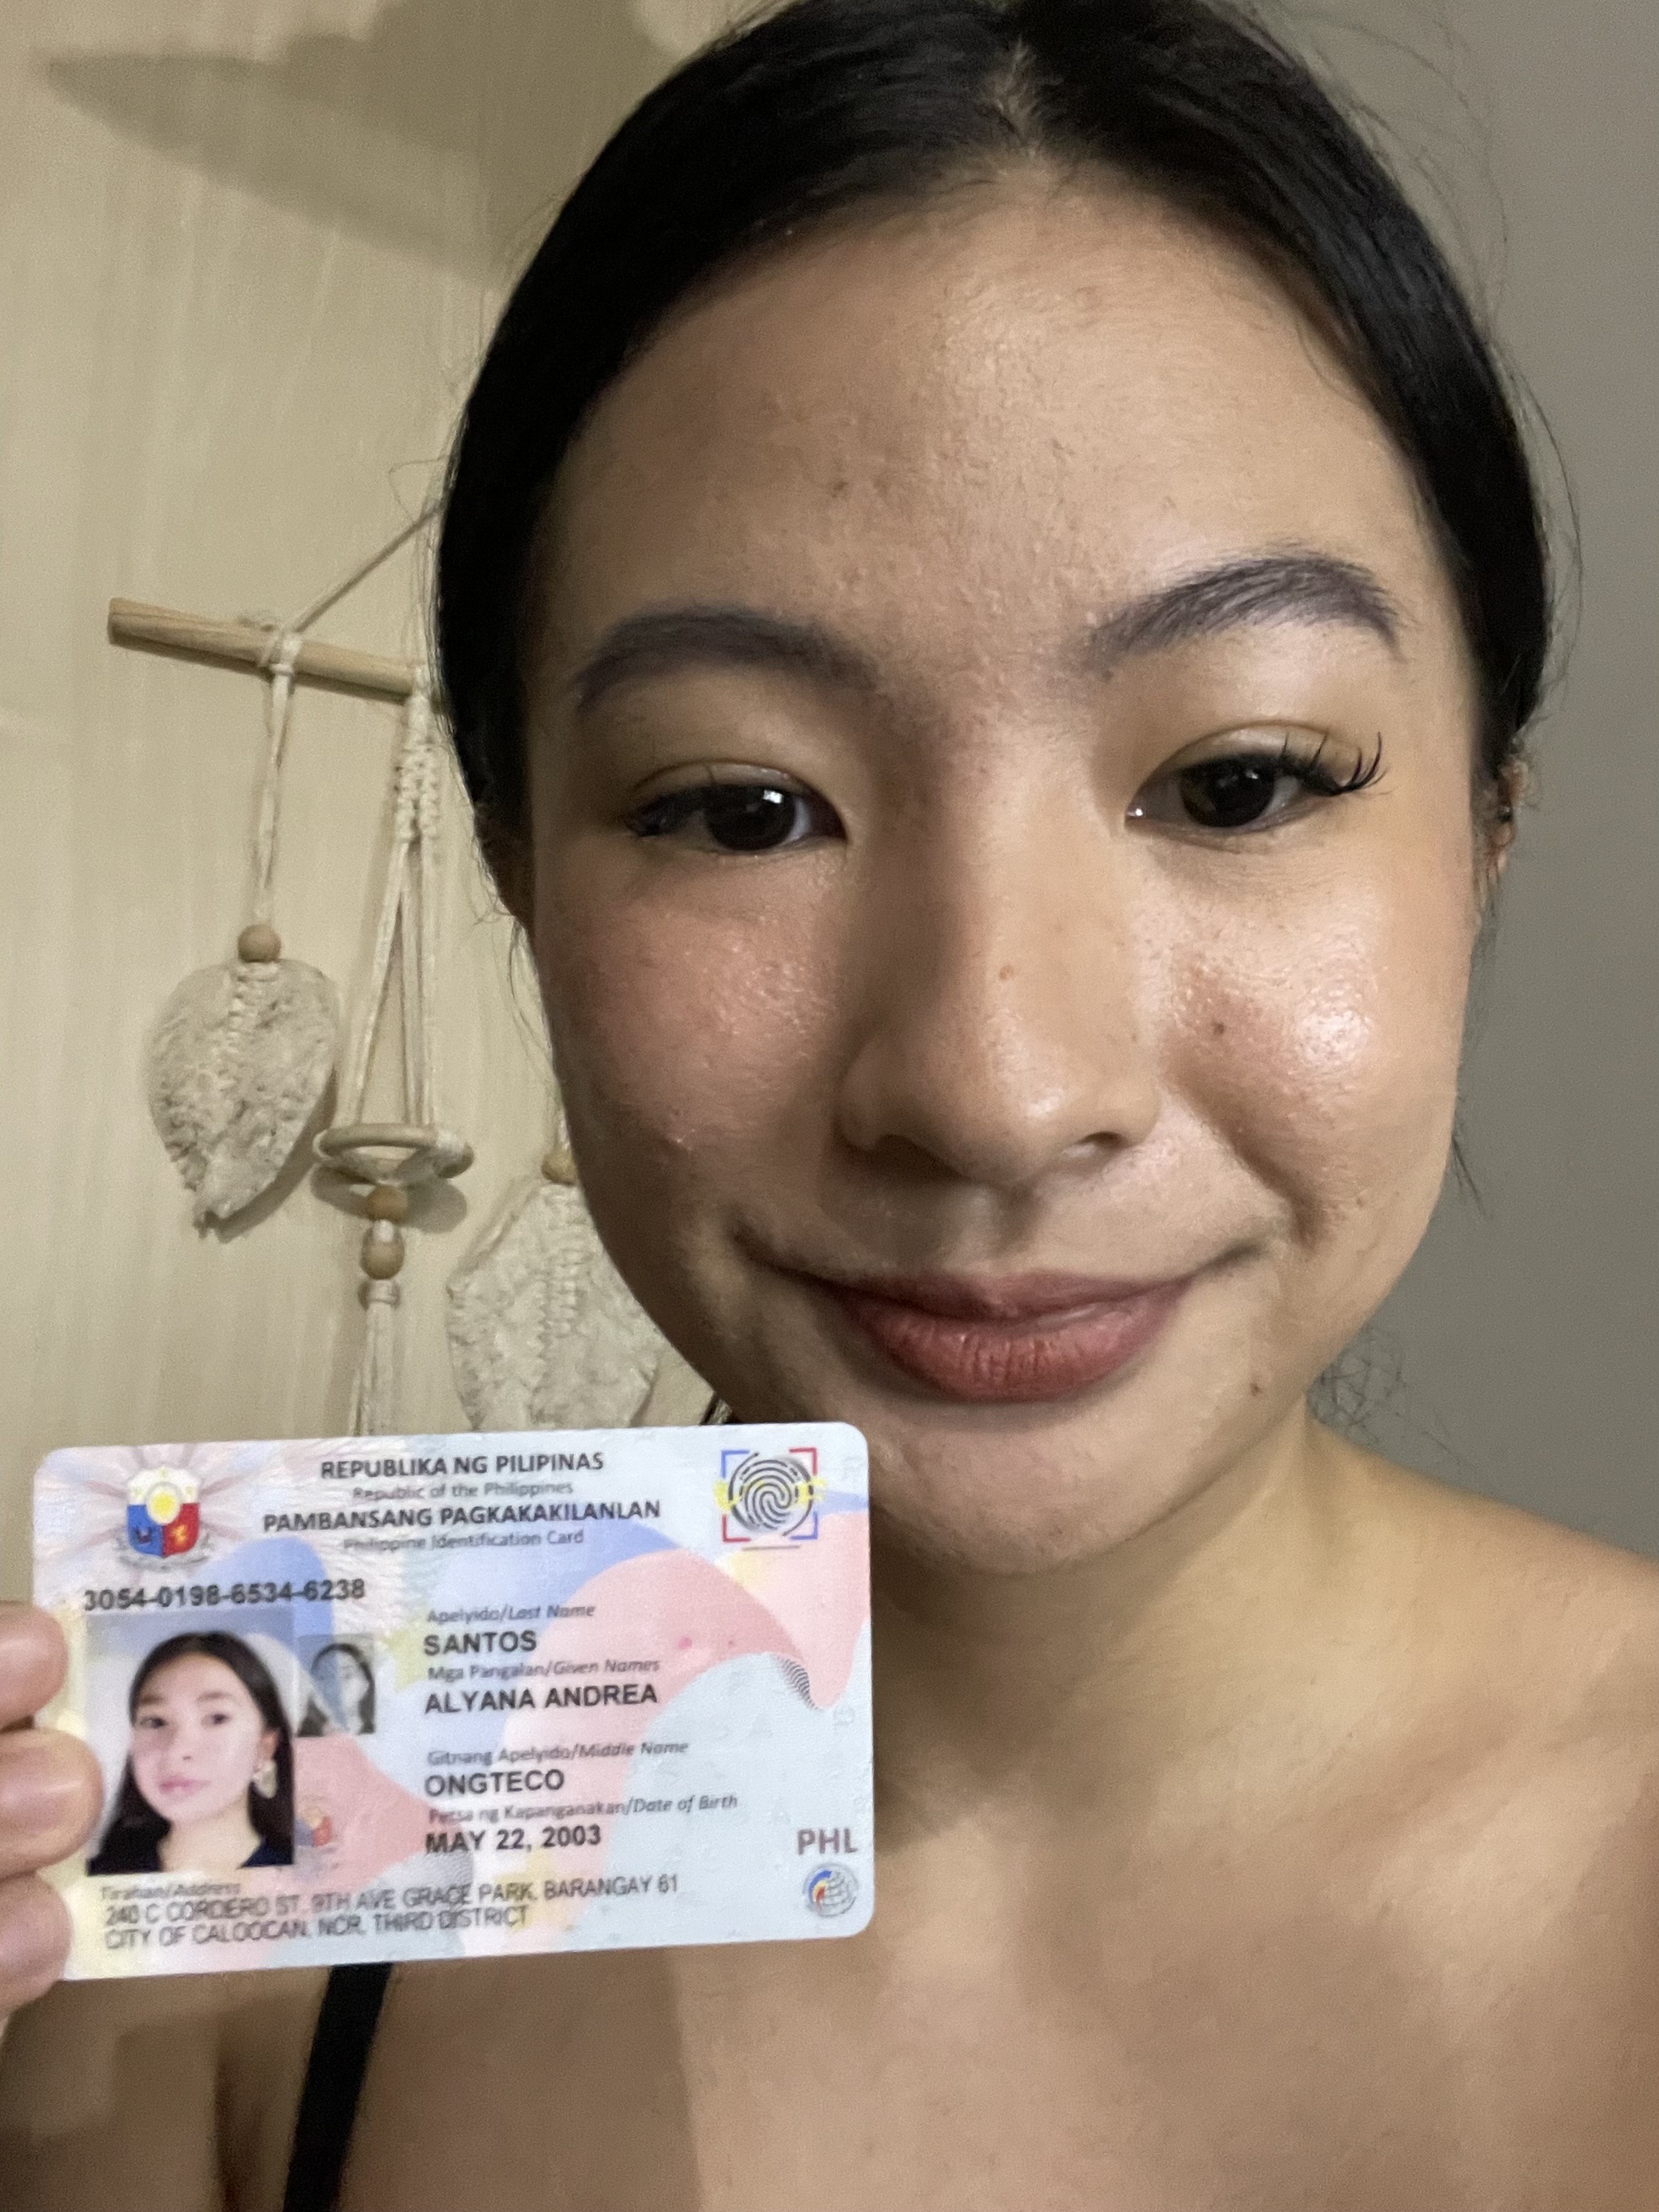 REPUBLIKA NG PILIPINAS
Republic of the Philippines
PAMBANSANG PAGKAKAKILANLAN
Philippine Identification Card
3054-0198-6534-6238
Apelyido/Last Name
SANTOS
Mga Pangalan/Given Names
ALYANA ANDREA
Gitnang Apelyido/Middle Name
ONGTECO
Petsa ng Kapanganakan/Date of Birth
MAY 22, 2003
PHL
Tirahan/Address
240 C CORDERO ST. 9TH AVE GRACE PARK, BARANGAY 61
CITY OF CALOOCAN, NCR, THIRD DISTRICT